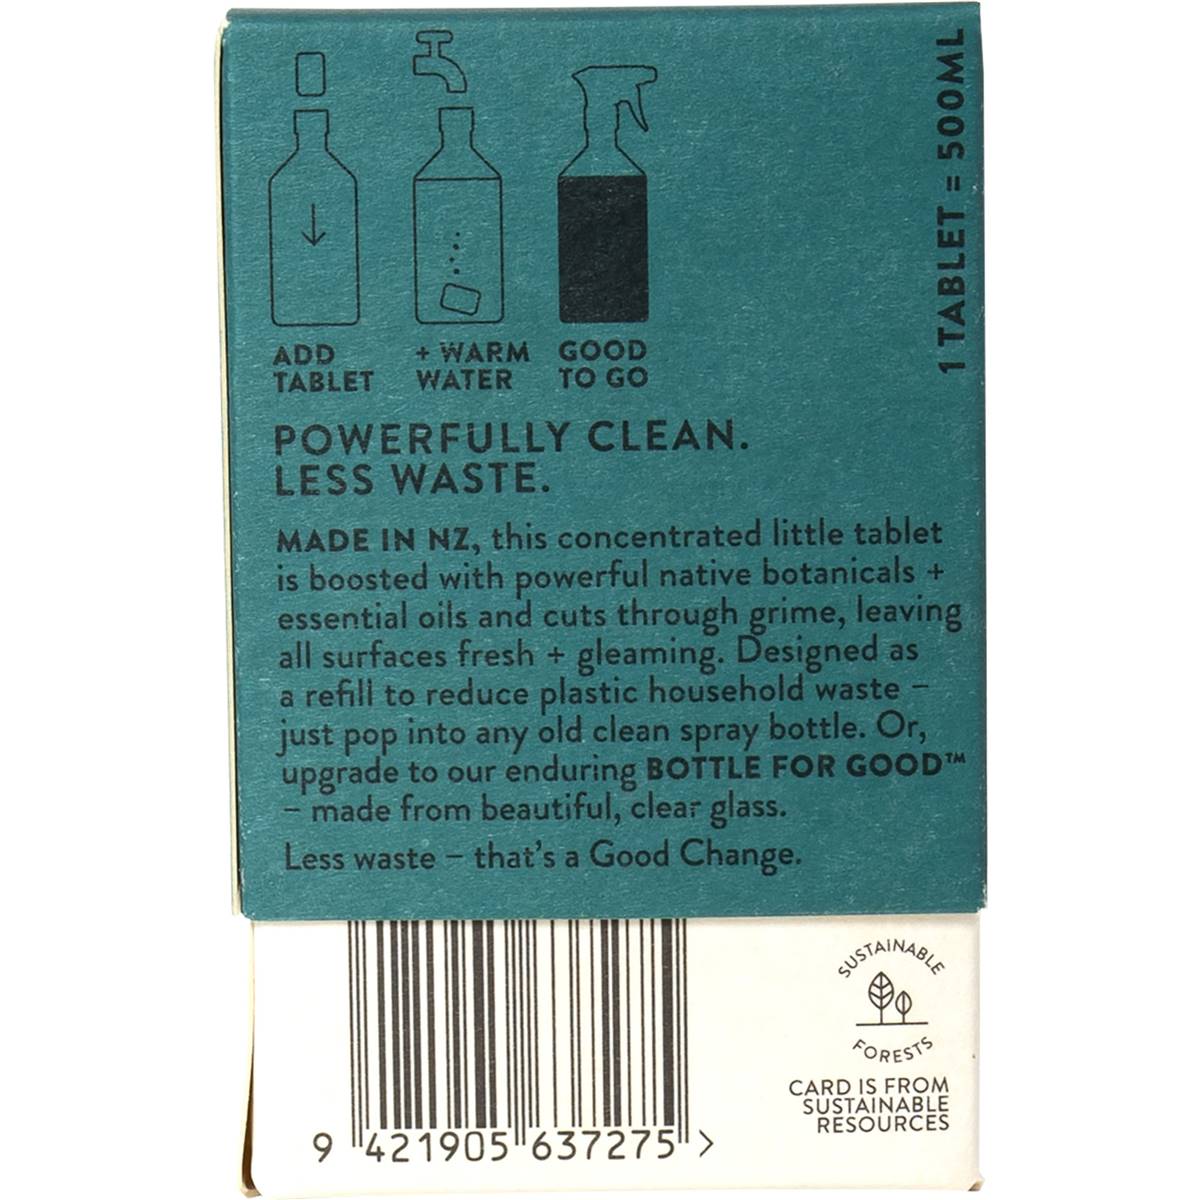 1 TABLET = 500ML
ADD
TABLET
+ WARM
WATER
GOOD
TO GO
POWERFULLY CLEAN.
LESS WASTE.
MADE IN NZ, this concentrated little tablet
is boosted with powerful native botanicals +
essential oils and cuts through grime, leaving
all surfaces fresh + gleaming. Designed as
a refill to reduce plastic household waste –
just pop into any old clean spray bottle. Or,
upgrade to our enduring BOTTLE FOR GOOD™
– made from beautiful, clear glass.
Less waste – that's a Good Change.
SUSTAINABLE
FORESTS
CARD IS FROM
SUSTAINABLE
RESOURCES
9 421905 637275 >